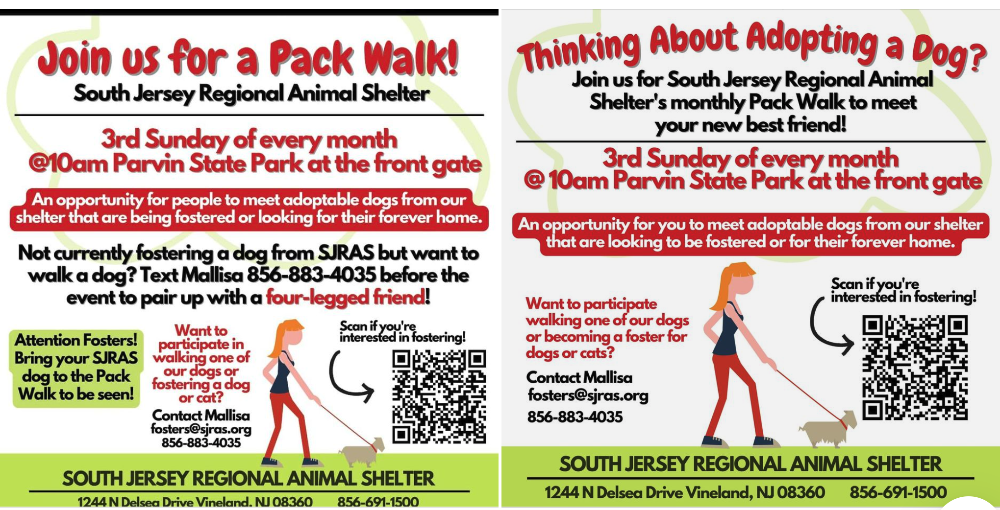 Join us for a Pack Walk!
South Jersey Regional Animal Shelter
3rd Sunday of every month
@10am Parvin State Park at the front gate
An opportunity for people to meet adoptable dogs from our
shelter that are being fostered or looking for their forever home.
Not currently fostering a dog from SJRAS but want to
walk a dog? Text Mallisa 856-883-4035 before the
event to pair up with a four-legged friend!
Attention Fosters!
Bring your SJRAS
dog to the Pack
Walk to be seen!
Want to
participate in
walking one of
our dogs or
fostering a dog
or cat?
Contact Mallisa
fosters@sjras.org
856-883-4035
Scan if you're
interested in fostering!
SOUTH JERSEY REGIONAL ANIMAL SHELTER
1244 N Delsea Drive Vineland, NJ 08360 856-691-1500
Thinking About Adopting a Dog?
Join us for South Jersey Regional Animal
Shelter's monthly Pack Walk to meet
your new best friend!
3rd Sunday of every month
@ 10am Parvin State Park at the front gate
An opportunity for you to meet adoptable dogs from our shelter
that are looking to be fostered or for their forever home.
Want to participate
walking one of our dogs
or becoming a foster for
dogs or cats?
Contact Mallisa
fosters@sjras.org
856-883-4035
Scan if you're
interested in fostering!
SOUTH JERSEY REGIONAL ANIMAL SHELTER
1244 N Delsea Drive Vineland, NJ 08360 856-691-1500